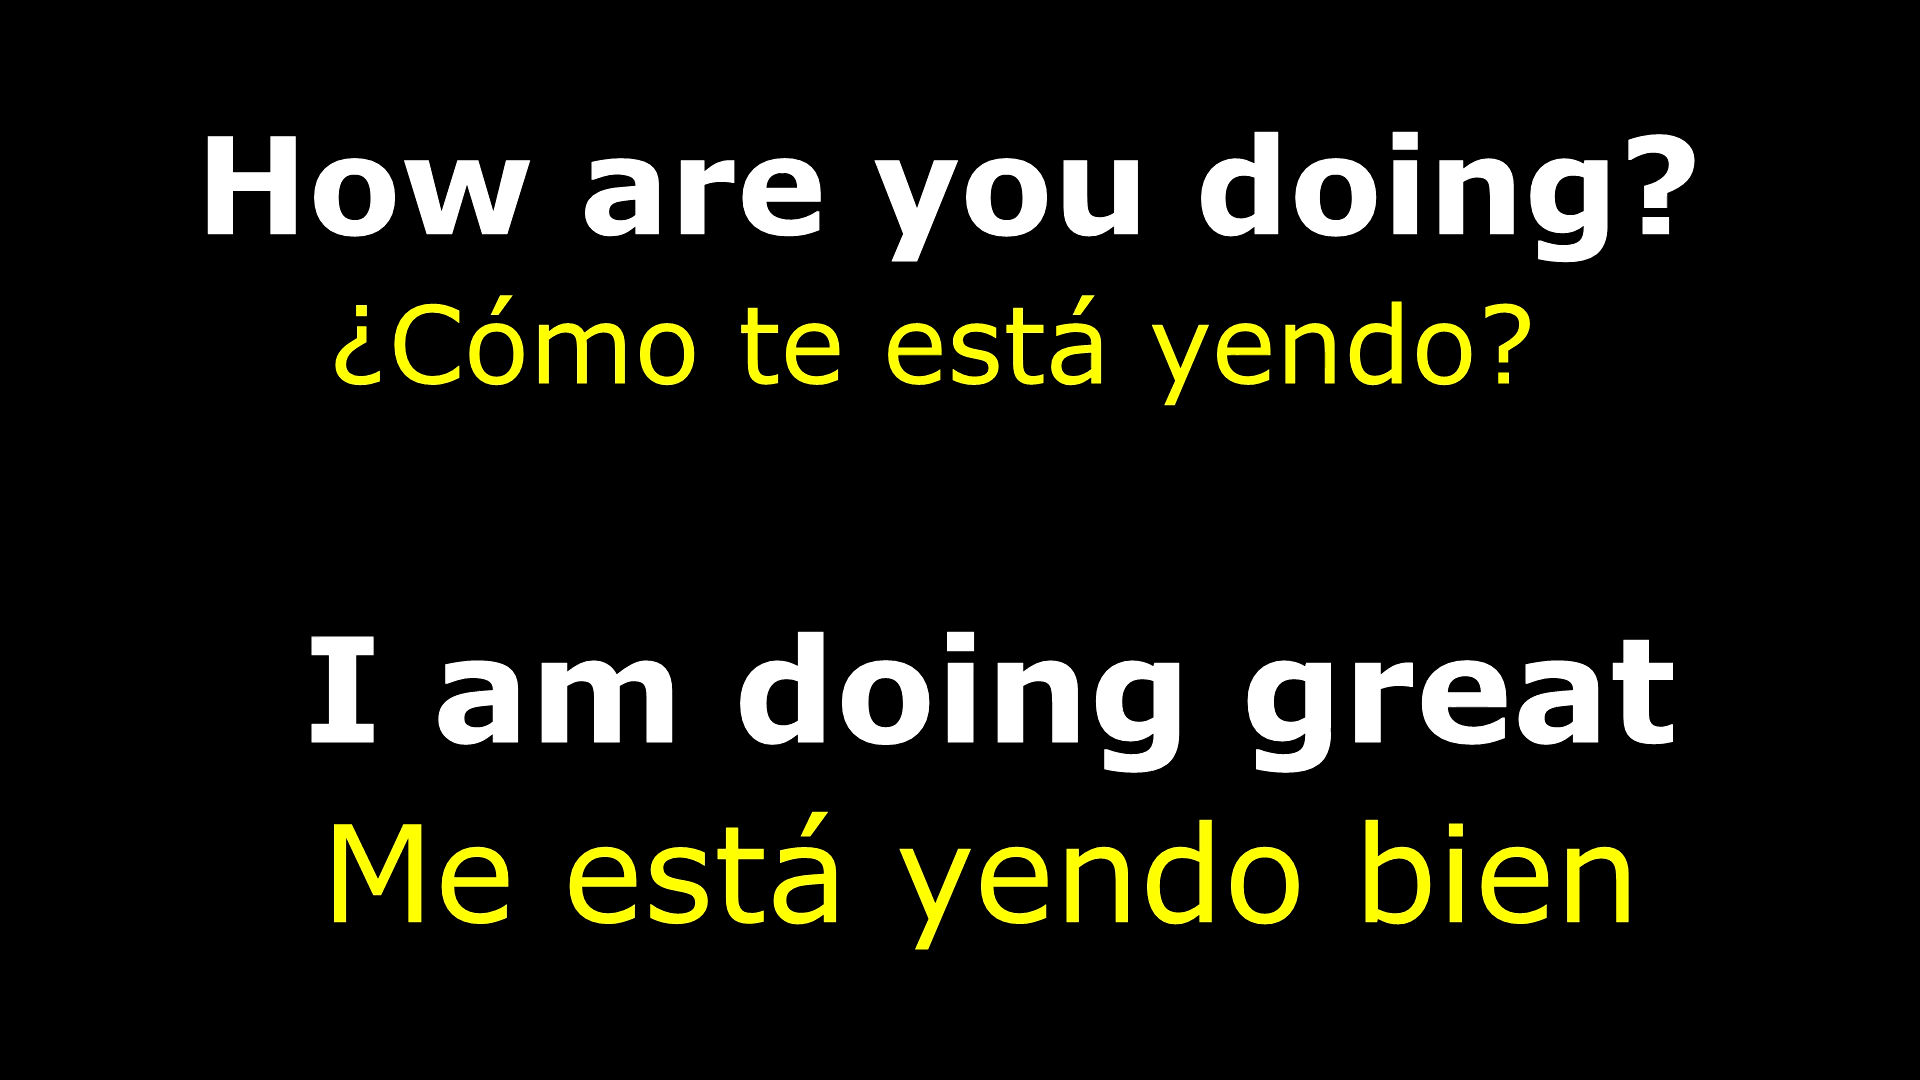 How are you doing?
¿Cómo te está yendo?
I am doing great
Me está yendo bien